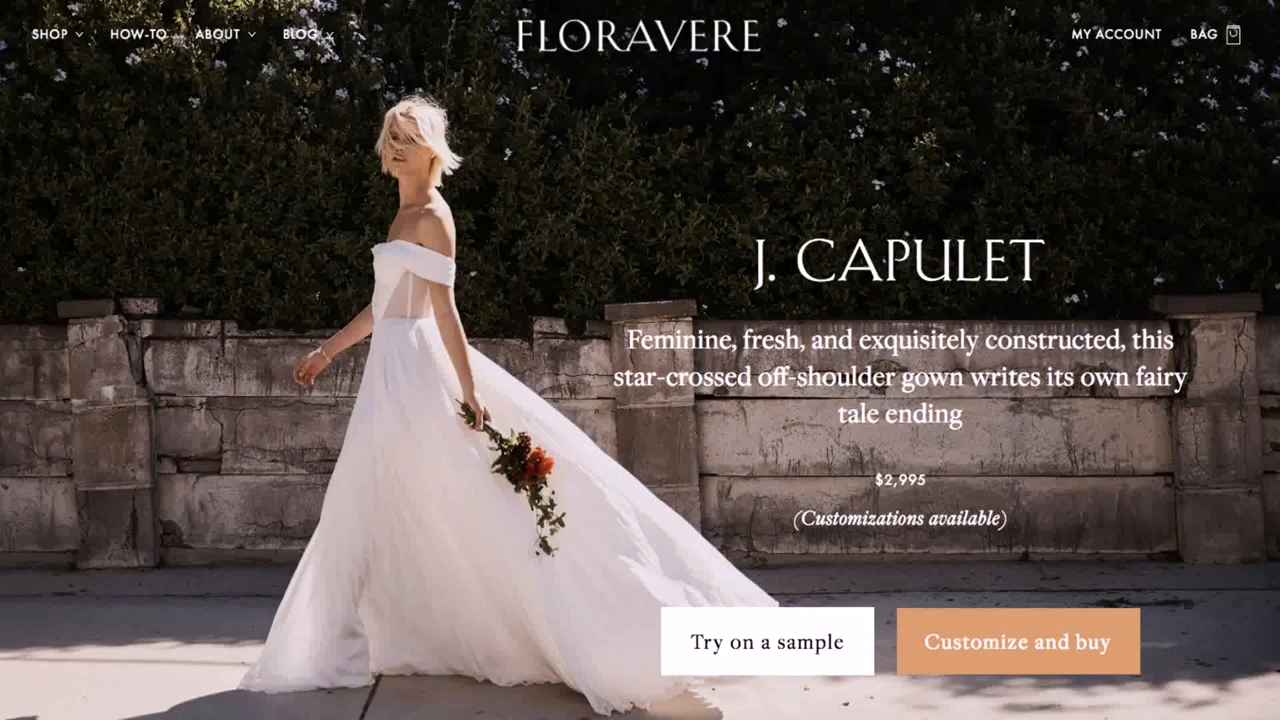 SHOP HOW-TO ABOUT BLOG FLORAVERE MY ACCOUNT BAG
J. CAPULET
Feminine, fresh, and exquisitely constructed, this
star-crossed off-shoulder gown writes its own fairy
tale ending
$2,995
(Customizations available)
Try on a sample Customize and buy